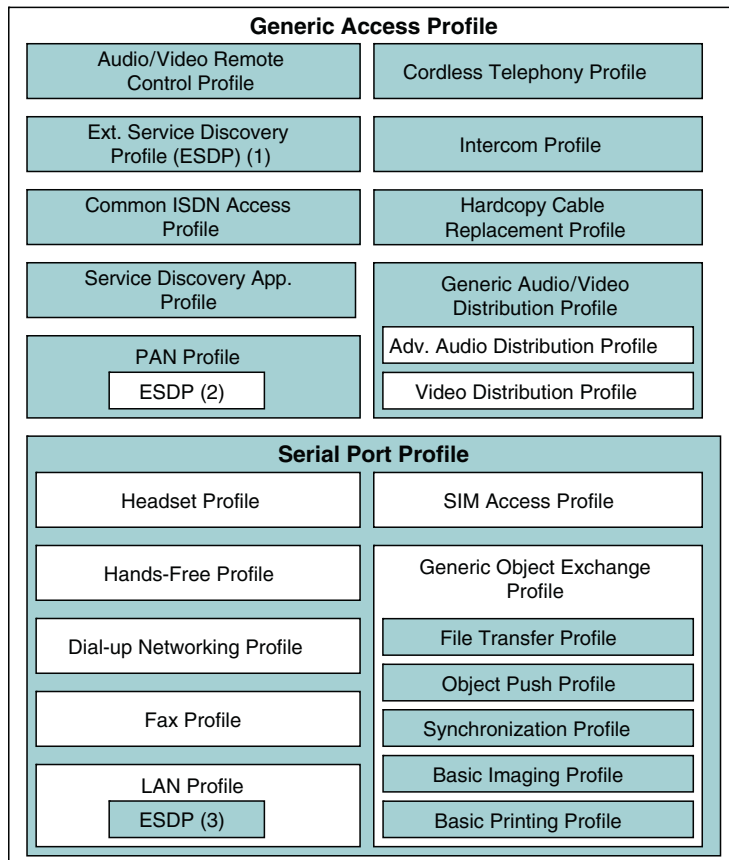 Generic Access Profile
Audio/Video Remote
Control Profile
Cordless Telephony Profile
Ext. Service Discovery
Profile (ESDP) (1)
Intercom Profile
Common ISDN Access
Profile
Hardcopy Cable
Replacement Profile
Service Discovery App.
Profile
Generic Audio/Video
Distribution Profile
Adv. Audio Distribution Profile
Video Distribution Profile
PAN Profile
ESDP (2)
Serial Port Profile
Headset Profile
SIM Access Profile
Hands-Free Profile
Dial-up Networking Profile
Fax Profile
LAN Profile
ESDP (3)
Generic Object Exchange
Profile
File Transfer Profile
Object Push Profile
Synchronization Profile
Basic Imaging Profile
Basic Printing Profile